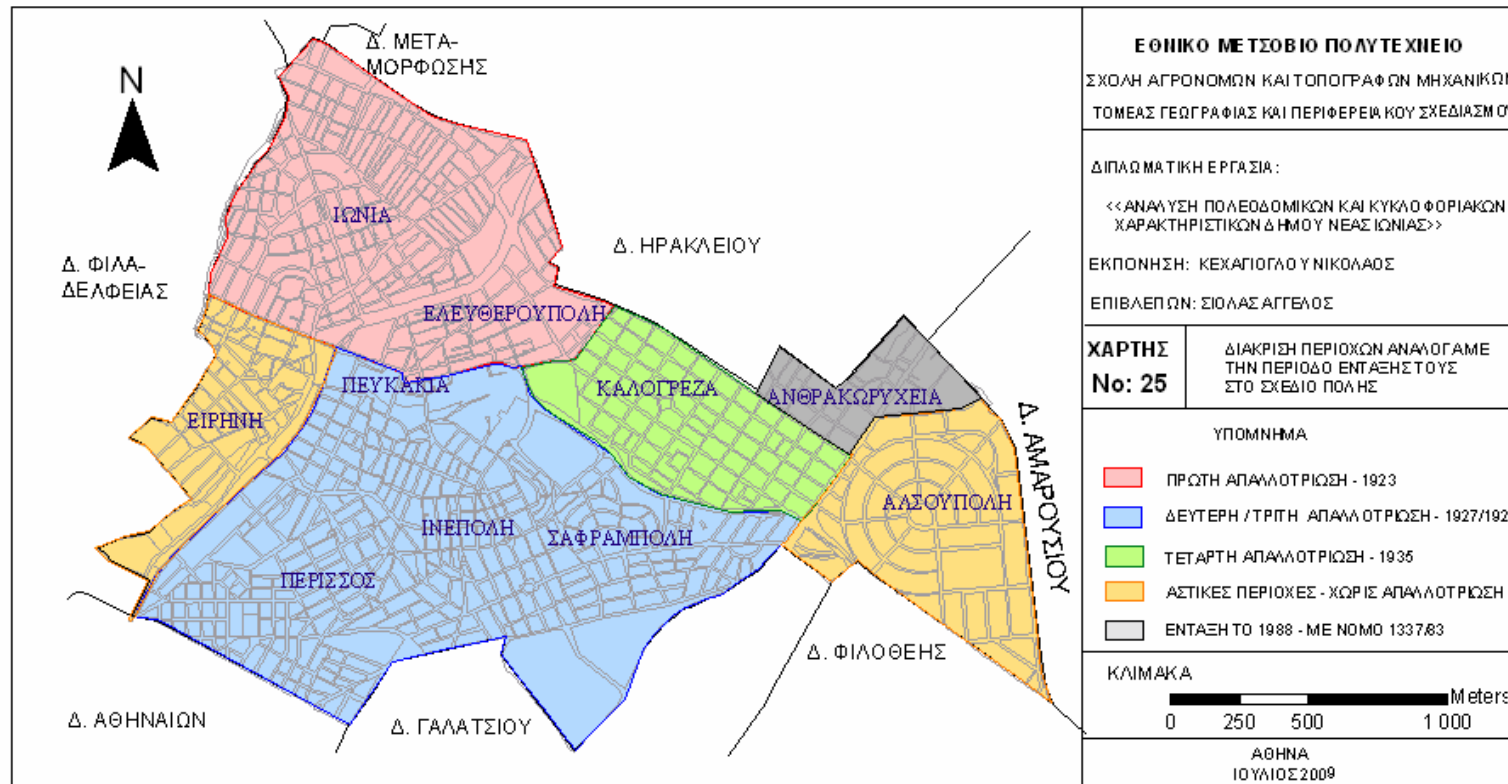 Δ. ΜΕΤΑ-
ΜΟΡΦΩΣΗΣ
N
ΙΩΝΙΑ
Δ. ΗΡΑΚΛΕΙΟΥ
Δ. ΦΙΛΑ-
ΔΕΛΦΕΙΑΣ
ΕΛΕΥΘΕΡΟΥΠΟΛΗ
ΠΕΥΚΑΚΙΑ
ΚΑΛΟΓΡΕΖΑ
ΑΝΘΡΑΚΩΡΥΧΕΙΑ
ΕΙΡΗΝΗ
Δ. ΑΜΑΡΟΥΣΙΟΥ
ΑΛΣΟΥΠΟΛΗ
ΙΝΕΠΟΛΗ
ΣΑΦΡΑΜΠΟΛΗ
ΠΕΡΙΣΣΟΣ
Δ. ΦΙΛΟΘΕΗΣ
Δ. ΑΘΗΝΑΙΩΝ
Δ. ΓΑΛΑΤΣΙΟΥ
ΕΘΝΙΚΟ ΜΕΤΣΟΒΙΟ ΠΟΛΥΤΕΧΝΕΙΟ
ΣΧΟΛΗ ΑΓΡΟΝΟΜΩΝ ΚΑΙ ΤΟΠΟΓΡΑΦΩΝ ΜΗΧΑΝΙΚΩΝ
ΤΟΜΕΑΣ ΓΕΩΓΡΑΦΙΑΣ ΚΑΙ ΠΕΡΙΦΕΡΕΙΑΚΟΥ ΣΧΕΔΙΑΣΜΟΥ
ΔΙΠΛΩΜΑΤΙΚΗ ΕΡΓΑΣΙΑ:
<<ΑΝΑΛΥΣΗ ΠΟΛΕΟΔΟΜΙΚΩΝ ΚΑΙ ΚΥΚΛΟΦΟΡΙΑΚΩΝ
ΧΑΡΑΚΤΗΡΙΣΤΙΚΩΝ ΔΗΜΟΥ ΝΕΑΣ ΙΩΝΙΑΣ>>
ΕΚΠΟΝΗΣΗ: ΚΕΧΑΓΙΟΓΛΟΥ ΝΙΚΟΛΑΟΣ
ΕΠΙΒΛΕΠΩΝ: ΣΙΟΛΑΣ ΑΓΓΕΛΟΣ
ΧΑΡΤΗΣ
Νο: 25
ΔΙΑΚΡΙΣΗ ΠΕΡΙΟΧΩΝ ΑΝΑΛΟΓΑ ΜΕ
ΤΗΝ ΠΕΡΙΟΔΟ ΕΝΤΑΞΗΣ ΤΟΥΣ
ΣΤΟ ΣΧΕΔΙΟ ΠΟΛΗΣ
ΥΠΟΜΝΗΜΑ
ΠΡΩΤΗ ΑΠΑΛΛΟΤΡΙΩΣΗ - 1923
ΔΕΥΤΕΡΗ / ΤΡΙΤΗ ΑΠΑΛΛΟΤΡΙΩΣΗ - 1927/192
ΤΕΤΑΡΤΗ ΑΠΑΛΛΟΤΡΙΩΣΗ - 1935
ΑΣΤΙΚΕΣ ΠΕΡΙΟΧΕΣ - ΧΩΡΙΣ ΑΠΑΛΛΟΤΡΙΩΣΗ
ΕΝΤΑΞΗ ΤΟ 1988 - ΜΕ ΝΟΜΟ 1337/83
ΚΛΙΜΑΚΑ
Meters
0 250 500 1 000
ΑΘΗΝΑ
ΙΟΥΛΙΟΣ 2009